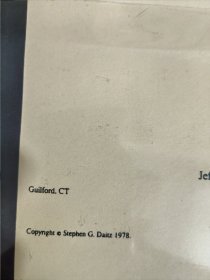 Jef
Guilford, CT
Copyright © Stephen G. Daitz 1978.